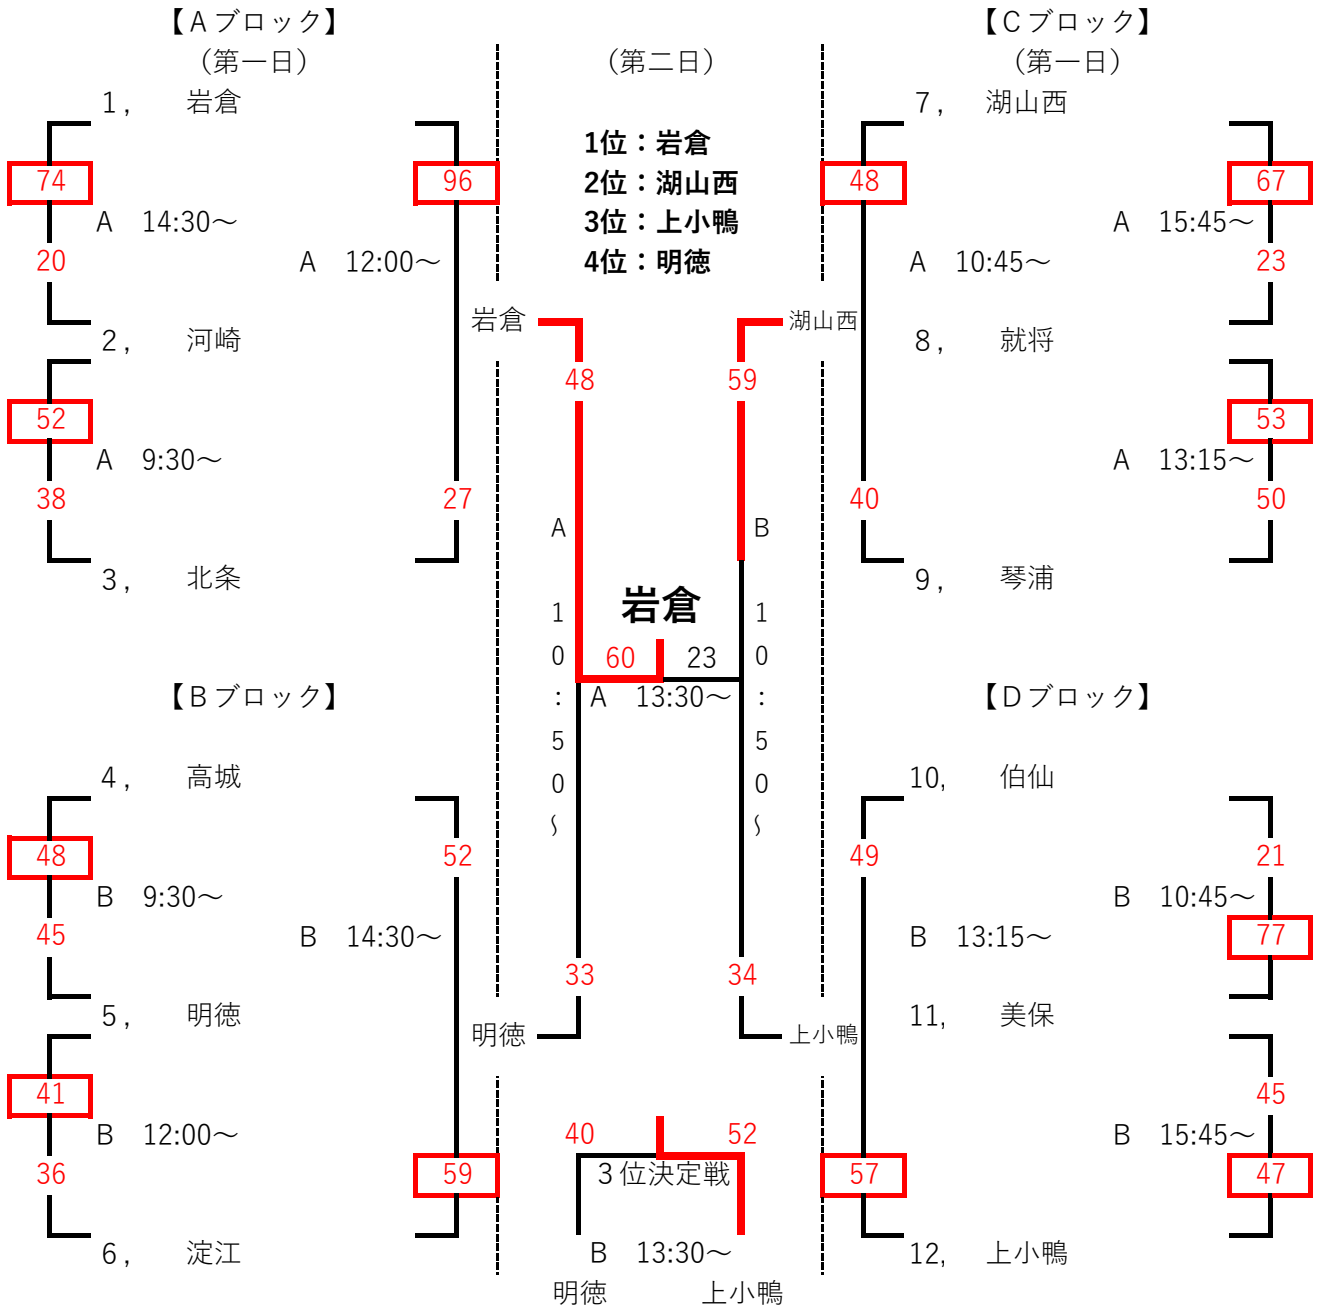 【Aブロック】
（第一日）
1， 岩倉
74
96
A 14:30～
20
A 12:00～
2， 河崎
52
A 9:30～
38
27
3， 北条
【Bブロック】
4， 高城
48
52
B 9:30～
45
B 14:30～
5， 明徳
41
B 12:00～
36
59
6， 淀江
（第二日）
1位：岩倉
2位：湖山西
3位：上小鴨
4位：明徳
岩倉
湖山西
48
59
A 10:50～
B 10:50～
岩倉
60
23
A 13:30～
33
34
明徳
上小鴨
40
52
3位決定戦
B 13:30～
明徳
上小鴨
【Cブロック】
（第一日）
7， 湖山西
48
67
A 15:45～
A 10:45～
23
8， 就将
53
A 13:15～
40
50
9， 琴浦
【Dブロック】
10, 伯仙
49
21
B 10:45～
B 13:15～
77
11, 美保
45
B 15:45～
57
47
12, 上小鴨